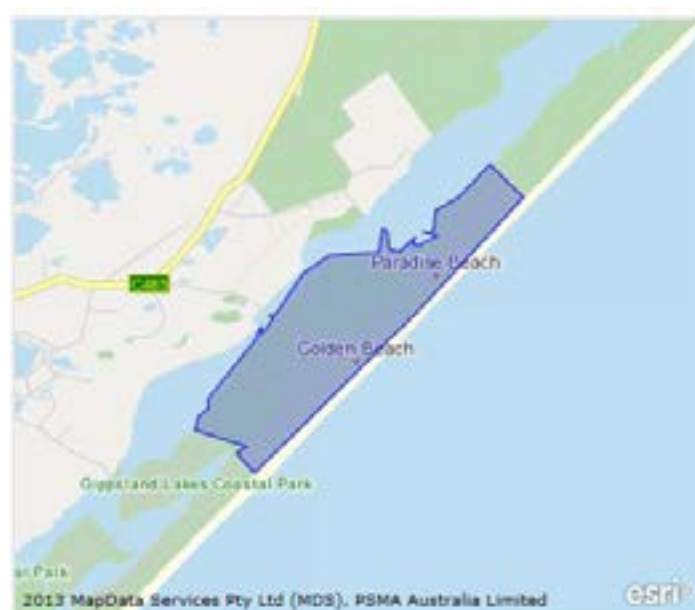 Paradise Beach
Golden Beach
Gippsland Lakes Coastal Park
Park
2013 MapData Services Pty Ltd (MDS). PSMA Australia Limited
esri